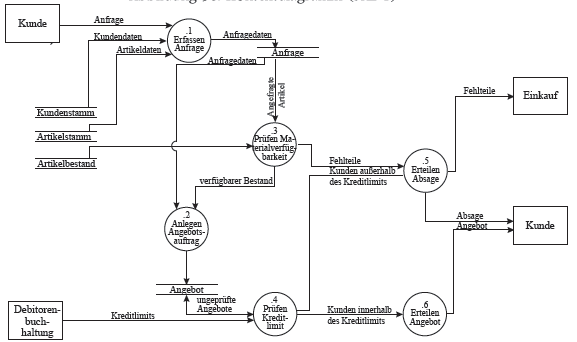 Kunde
Anfrage
Kundendaten
Artikeldaten
.1
Erfassen
Anfrage
Anfragedaten
Anfrage
Anfragedaten
Angefragte
Artikel
Kundenstamm
Artikelstamm
Artikelbestand
.3
Prüfen Ma-
terialverfüg-
barkeit
verfügbarer Bestand
Fehlteile
Kunden außerhalb
des Kreditlimits
.5
Erteilen
Absage
Fehlteile
Einkauf
.2
Anlegen
Angebots-
auftrag
Absage
Angebot
Kunde
Angebot
ungeprüfte
Angebote
Debitoren-
buch-
haltung
Kreditlimits
.4
Prüfen
Kredit-
limit
Kunden innerhalb
des Kreditlimits
.6
Erteilen
Angebot